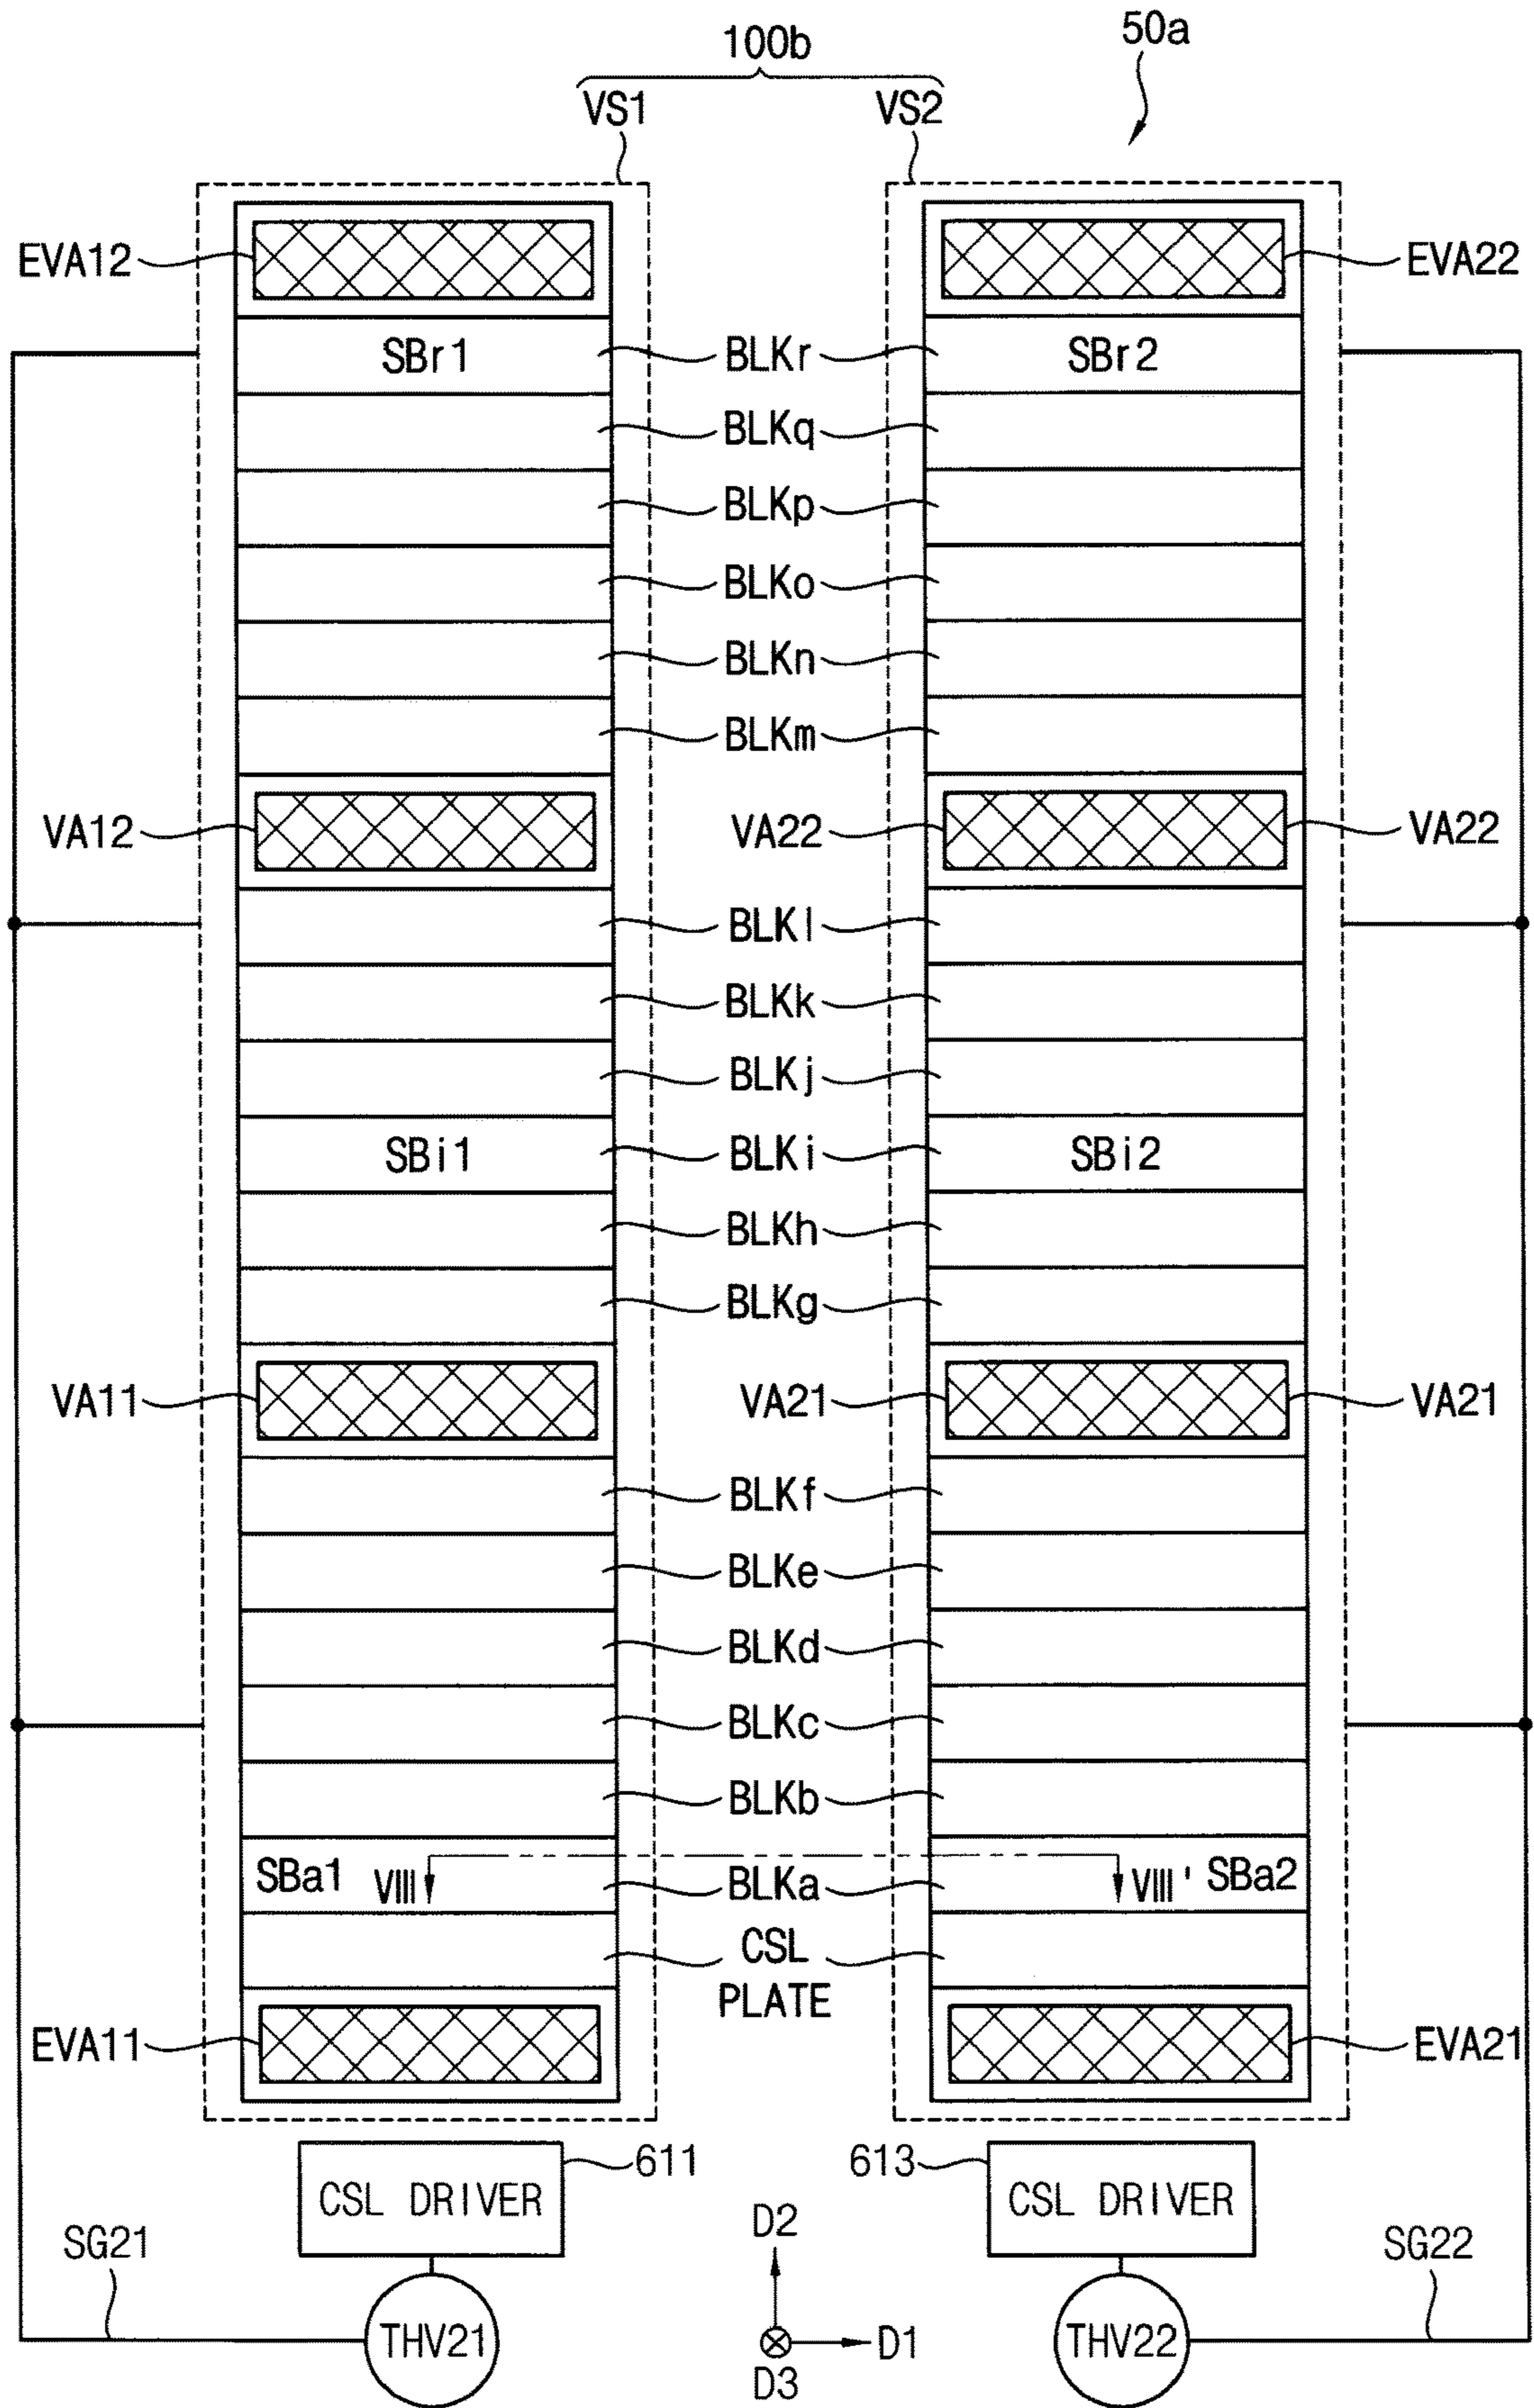 100b 50a
VS1 VS2
EVA12 EVA22
SBr1 BLKr SBr2
BLKq
BLKp
BLKo
BLKn
BLKm
VA12 VA22 VA22
BLKl
BLKk
BLKj
SBi1 BLKi SBi2
BLKh
BLKg
VA11 VA21 VA21
BLKf
BLKe
BLKd
BLKc
BLKb
SBa1 VIII BLKa VIII' SBa2
CSL
PLATE
EVA11 EVA21
611 613
CSL DRIVER CSL DRIVER
D2
SG21 SG22
THV21 D1 THV22
D3